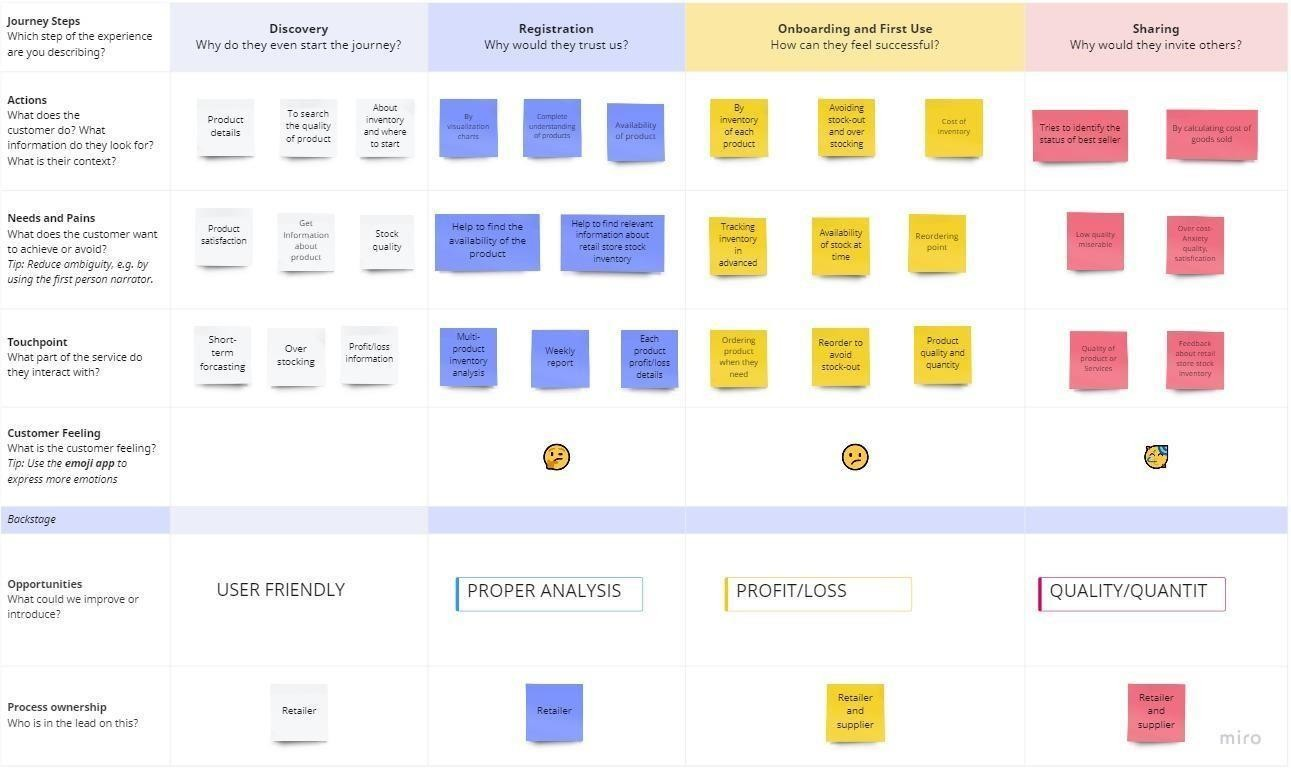 Journey Steps
Which step of the experience
are you describing?
Discovery
Why do they even start the journey?
Registration
Why would they trust us?
Onboarding and First Use
How can they feel successful?
Sharing
Why would they invite others?
Actions
What does the
customer do? What
information do they look for?
What is their context?
Product
details
To search
the quality
of product
About
inventory
and where
to start
By
visualization
charts
Complete
understanding
of products
Availability
of product
By
inventory
of each
product
Avoiding
stock-out
and over
stocking
Cost of
inventory
Tries to identify the
status of best seller
By calculating cost of
goods sold
Needs and Pains
What does the customer want
to achieve or avoid?
Tip: Reduce ambiguity, e.g. by
using the first person narrator.
Product
satisfaction
Get
Information
about
product
Stock
quality
Help to find the
availability of the
product
Help to find relevant
information about
retail store stock
inventory
Tracking
inventory
in
advanced
Availability
of stock at
time
Reordering
point
Low quality
miserable
Over cost-
Anxiety
quality,
satisfication
Touchpoint
What part of the service do
they interact with?
Short-
term
forcasting
Over
stocking
Profit/loss
information
Multi-
product
inventory
analysis
Weekly
report
Each
product
profit/loss
details
Ordering
product
when they
need
Reorder to
avoid
stock-out
Product
quality and
quantity
Quality of
product or
Services
Feedback
about retail
store stock
inventory
Customer Feeling
What is the customer feeling?
Tip: Use the emoji app to
express more emotions
Backstage
Opportunities
What could we improve or
introduce?
USER FRIENDLY
PROPER ANALYSIS
PROFIT/LOSS
QUALITY/QUANTIT
Process ownership
Who is in the lead on this?
Retailer
Retailer
Retailer
and
supplier
Retailer
and
supplier
miro